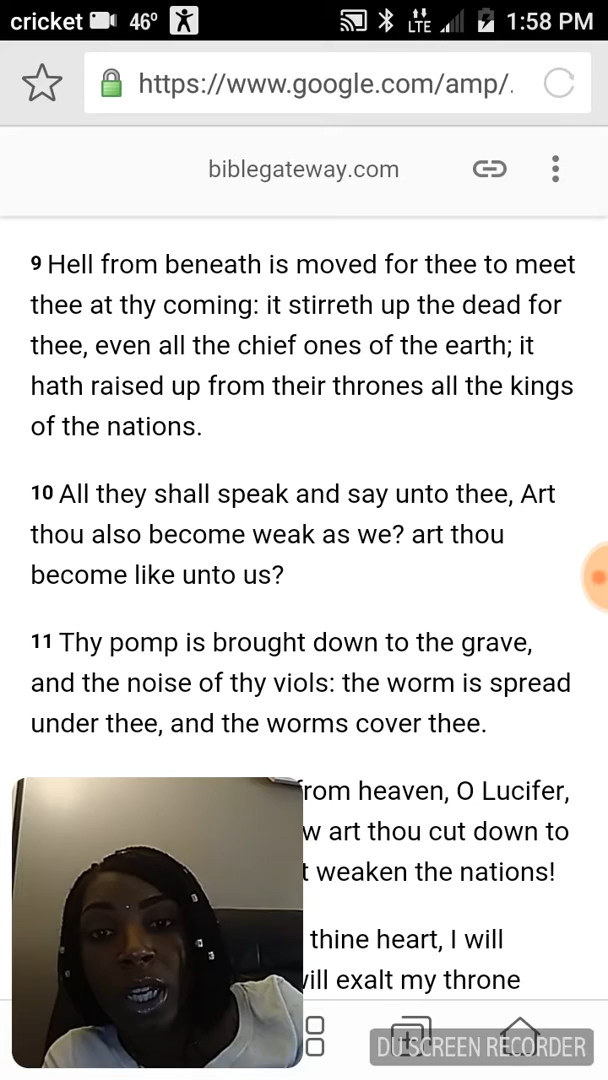 cricket 46° LTE 1:58 PM
https://www.google.com/amp/.
biblegateway.com
9 Hell from beneath is moved for thee to meet
thee at thy coming: it stirreth up the dead for
thee, even all the chief ones of the earth; it
hath raised up from their thrones all the kings
of the nations.
10 All they shall speak and say unto thee, Art
thou also become weak as we? art thou
become like unto us?
11 Thy pomp is brought down to the grave,
and the noise of thy viols: the worm is spread
under thee, and the worms cover thee.
from heaven, O Lucifer,
w art thou cut down to
t weaken the nations!
thine heart, I will
will exalt my throne
DU SCREEN RECORDER